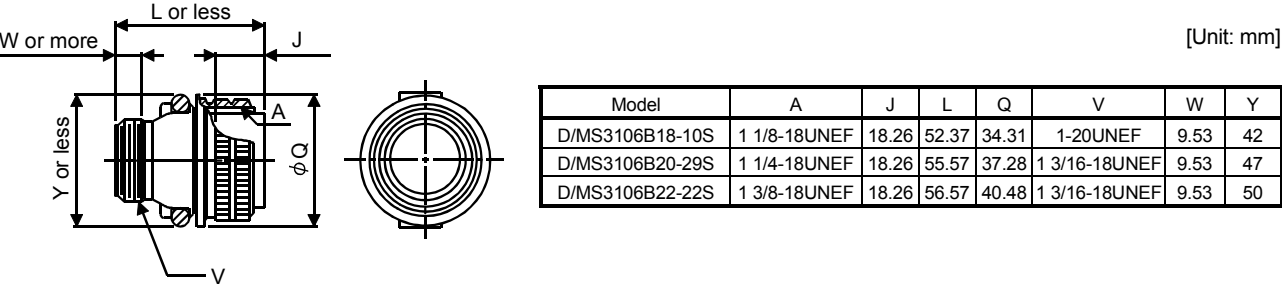 L or less
W or more
J
[Unit: mm]
A
Y or less
φQ
V
Model A J L Q V W Y
D/MS3106B18-10S 1 1/8-18UNEF 18.26 52.37 34.31 1-20UNEF 9.53 42
D/MS3106B20-29S 1 1/4-18UNEF 18.26 55.57 37.28 1 3/16-18UNEF 9.53 47
D/MS3106B22-22S 1 3/8-18UNEF 18.26 56.57 40.48 1 3/16-18UNEF 9.53 50